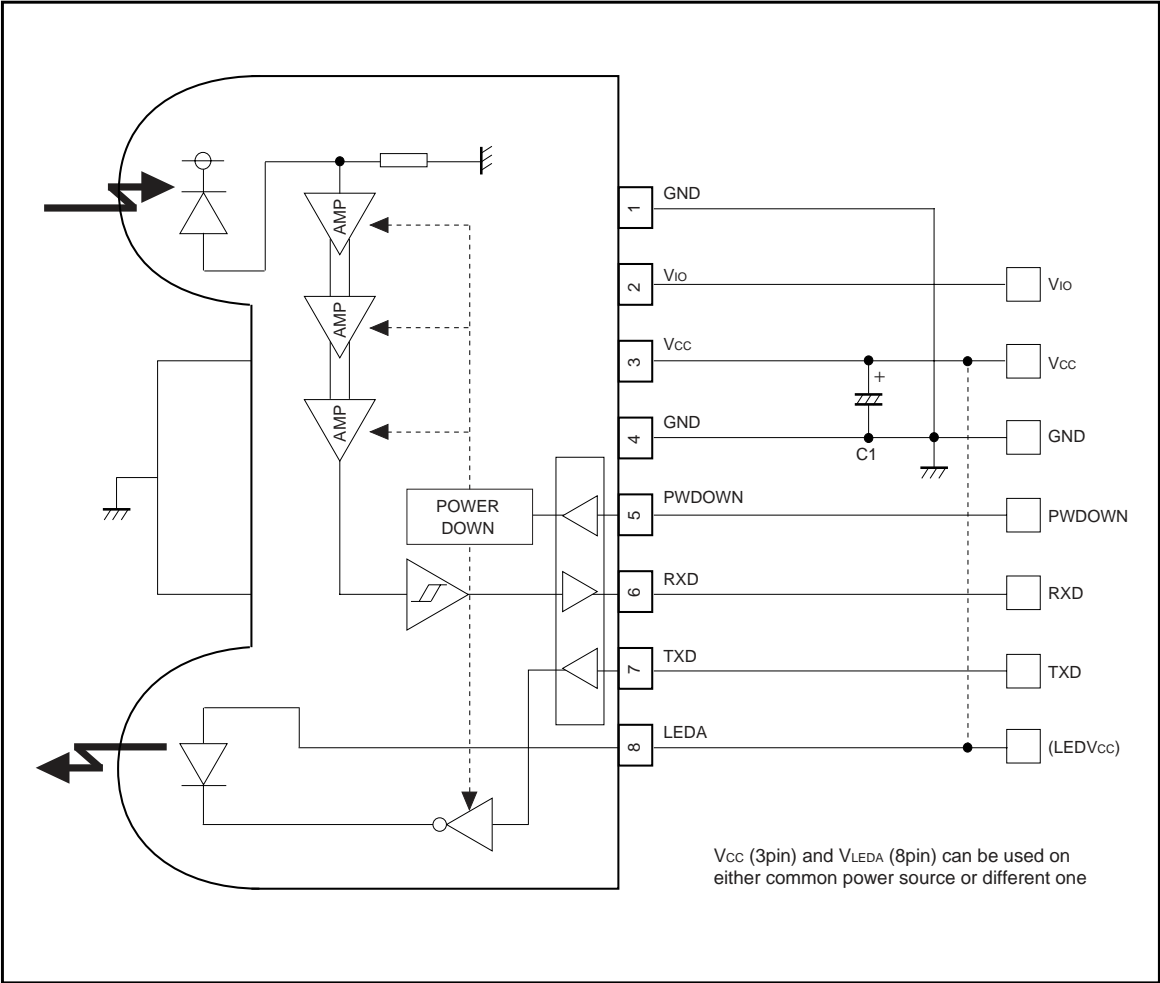 AMP
AMP
AMP
POWER
DOWN
1
GND
2
VIO
VIO
3
VCC
+
VCC
4
GND
C1
GND
5
PWDOWN
PWDOWN
6
RXD
RXD
7
TXD
TXD
8
LEDA
(LEDVCC)
VCC (3pin) and VLEDA (8pin) can be used on
either common power source or different one